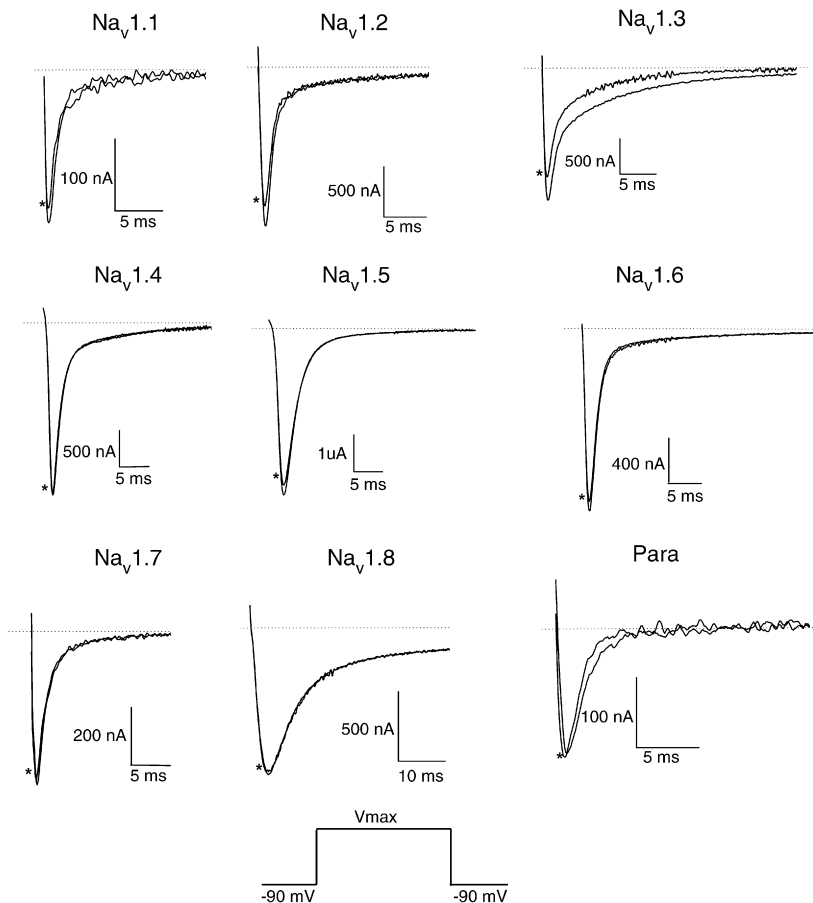 Nav1.1
Nav1.2
Nav1.3
100 nA
*
5 ms
500 nA
*
5 ms
500 nA
*
5 ms
Nav1.4
Nav1.5
Nav1.6
500 nA
*
5 ms
1uA
*
5 ms
400 nA
*
5 ms
Nav1.7
Nav1.8
Para
200 nA
*
5 ms
500 nA
*
10 ms
100 nA
*
5 ms
Vmax
-90 mV
-90 mV